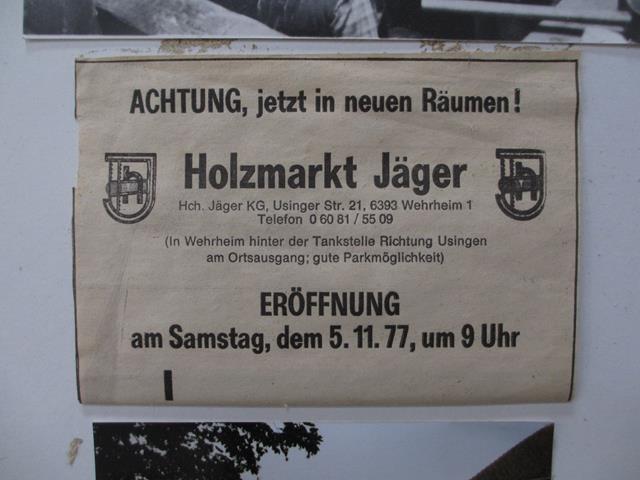 ACHTUNG, jetzt in neuen Räumen!
Holzmarkt Jäger
Hch. Jäger KG, Usinger Str. 21, 6393 Wehrheim 1
Telefon 0 60 81 / 55 09
(In Wehrheim hinter der Tankstelle Richtung Usingen
am Ortsausgang; gute Parkmöglichkeit)
ERÖFFNUNG
am Samstag, dem 5. 11. 77, um 9 Uhr